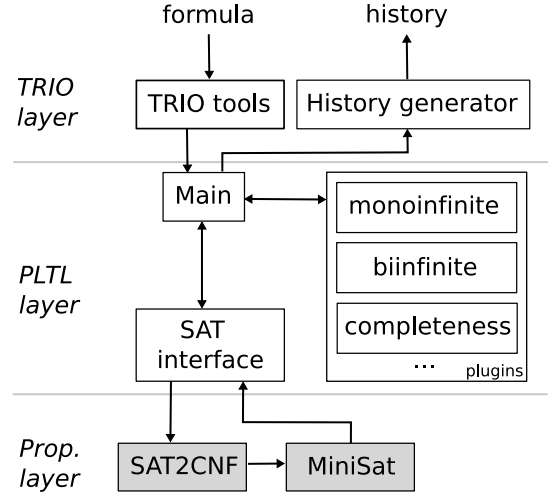 formula
history
TRIO
layer
TRIO tools
History generator
Main
monoinfinite
biinfinite
completeness
...
plugins
PLTL
layer
SAT
interface
Prop.
layer
SAT2CNF
MiniSat